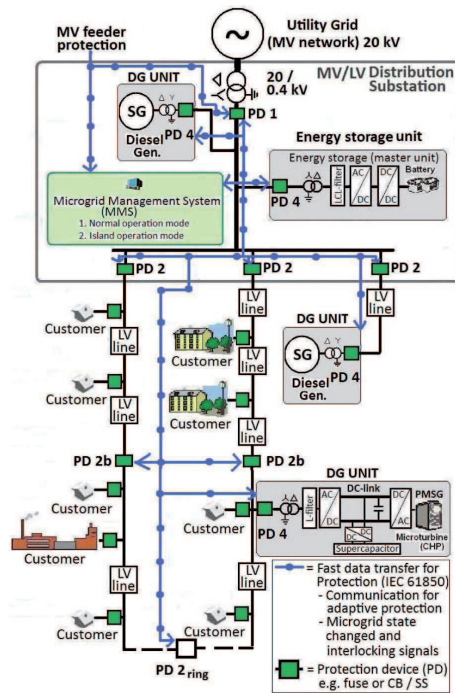 MV feeder
protection
Utility Grid
(MV network) 20 kV
20 /
0.4 kV
MV/LV Distribution
Substation
DG UNIT
SG
Diesel
Gen.
PD 4
PD 1
Energy storage unit
Energy storage (master unit)
Battery
LCL-filter
AC
DC
DC
DC
PD 4
Microgrid Management System
(MMS)
1. Normal operation mode
2. Island operation mode
PD 2
PD 2
PD 2
Customer
LV
line
LV
line
LV
line
Customer
LV
line
DG UNIT
SG
Diesel
Gen.
PD 4
Customer
LV
line
Customer
LV
line
PD 2b
PD 2b
Customer
Customer
DG UNIT
DC-link
PD 4
L-filter
AC
DC
DC
DC
DC
AC
PMSG
Supercapacitor
Microturbine
(CHP)
Customer
LV
line
LV
line
Customer
Customer
PD 2ring
= Fast data transfer for
Protection (IEC 61850)
- Communication for
adaptive protection
- Microgrid state
changed and
interlocking signals
= Protection device (PD)
e.g. fuse or CB / SS